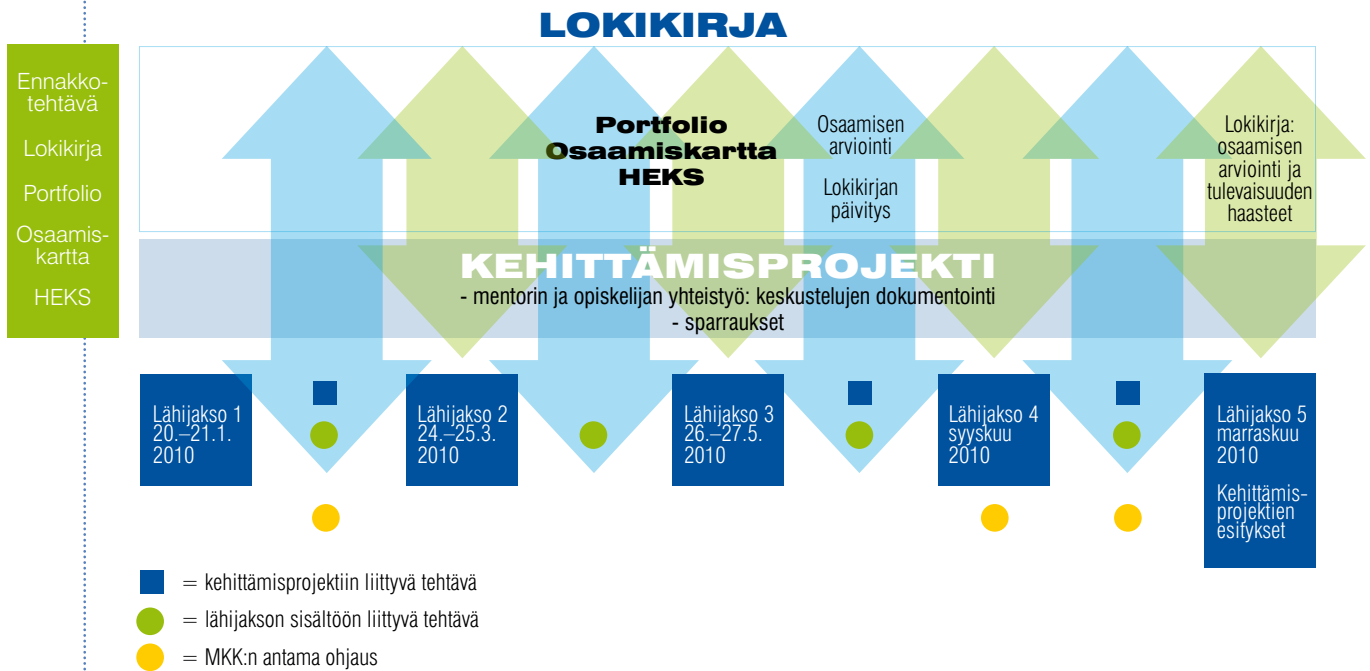 LOKIKIRJA
Ennakko-
tehtävä
Lokikirja
Portfolio
Osaamis-
kartta
HEKS
Portfolio
Osaamiskartta
HEKS
Osaamisen
arviointi
Lokikirjan
päivitys
Lokikirja:
osaamisen
arviointi ja
tulevaisuuden
haasteet
KEHITTÄMISPROJEKTI
- mentorin ja opiskelijan yhteistyö: keskustelujen dokumentointi
- sparraukset
Lähijakso 1
20.–21.1.
2010
Lähijakso 2
24.–25.3.
2010
Lähijakso 3
26.–27.5.
2010
Lähijakso 4
syyskuu
2010
Lähijakso 5
marraskuu
2010
Kehittämis-
projektien
esitykset
= kehittämisprojektiin liittyvä tehtävä
= lähijakson sisältöön liittyvä tehtävä
= MKK:n antama ohjaus